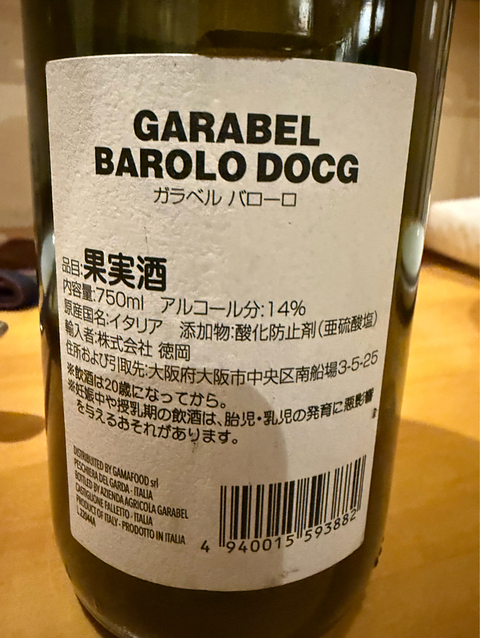 GARABEL
BAROLO DOCG
ガラベル バローロ
品目:果実酒
内容量:750ml アルコール分:14%
原産国名:イタリア 添加物:酸化防止剤(亜硫酸塩)
輸入者:株式会社 徳岡
住所および引取先:大阪府大阪市中央区南船場3-5-25
※飲酒は20歳になってから。
※妊娠中や授乳期の飲酒は、胎児・乳児の発育に悪影響
を与えるおそれがあります。
DISTRIBUTED BY GAMAFOOD srl
PESCHIERA DEL GARDA - ITALIA
BOTTLED BY AZIENDA AGRICOLA GARABEL
CASTIGLIONE FALLETTO - ITALIA
PRODUCT OF ITALY - PRODOTTO IN ITALIA
L.22044A
4 940015 593882